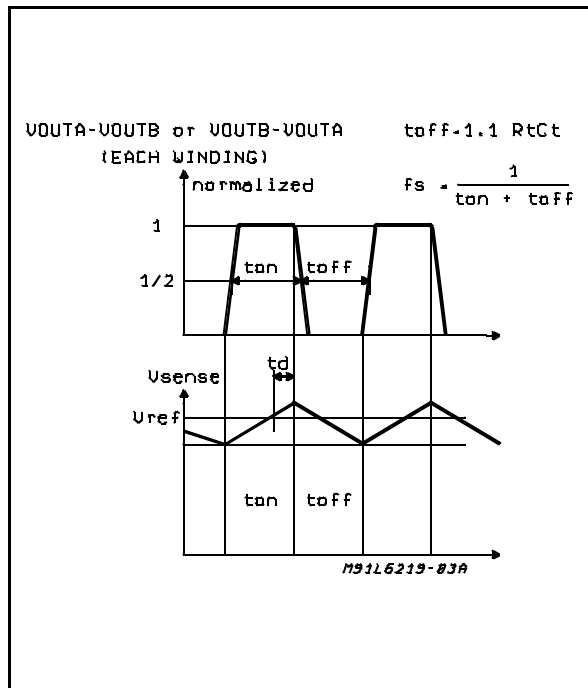 VOUTA-VOUTB or VOUTB-VOUTA
(EACH WINDING)
toff=1.1 RtCt
fs = 1
ton + toff
normalized
1
ton
toff
1/2
td
Vsense
Vref
ton
toff
M91L6219-03A